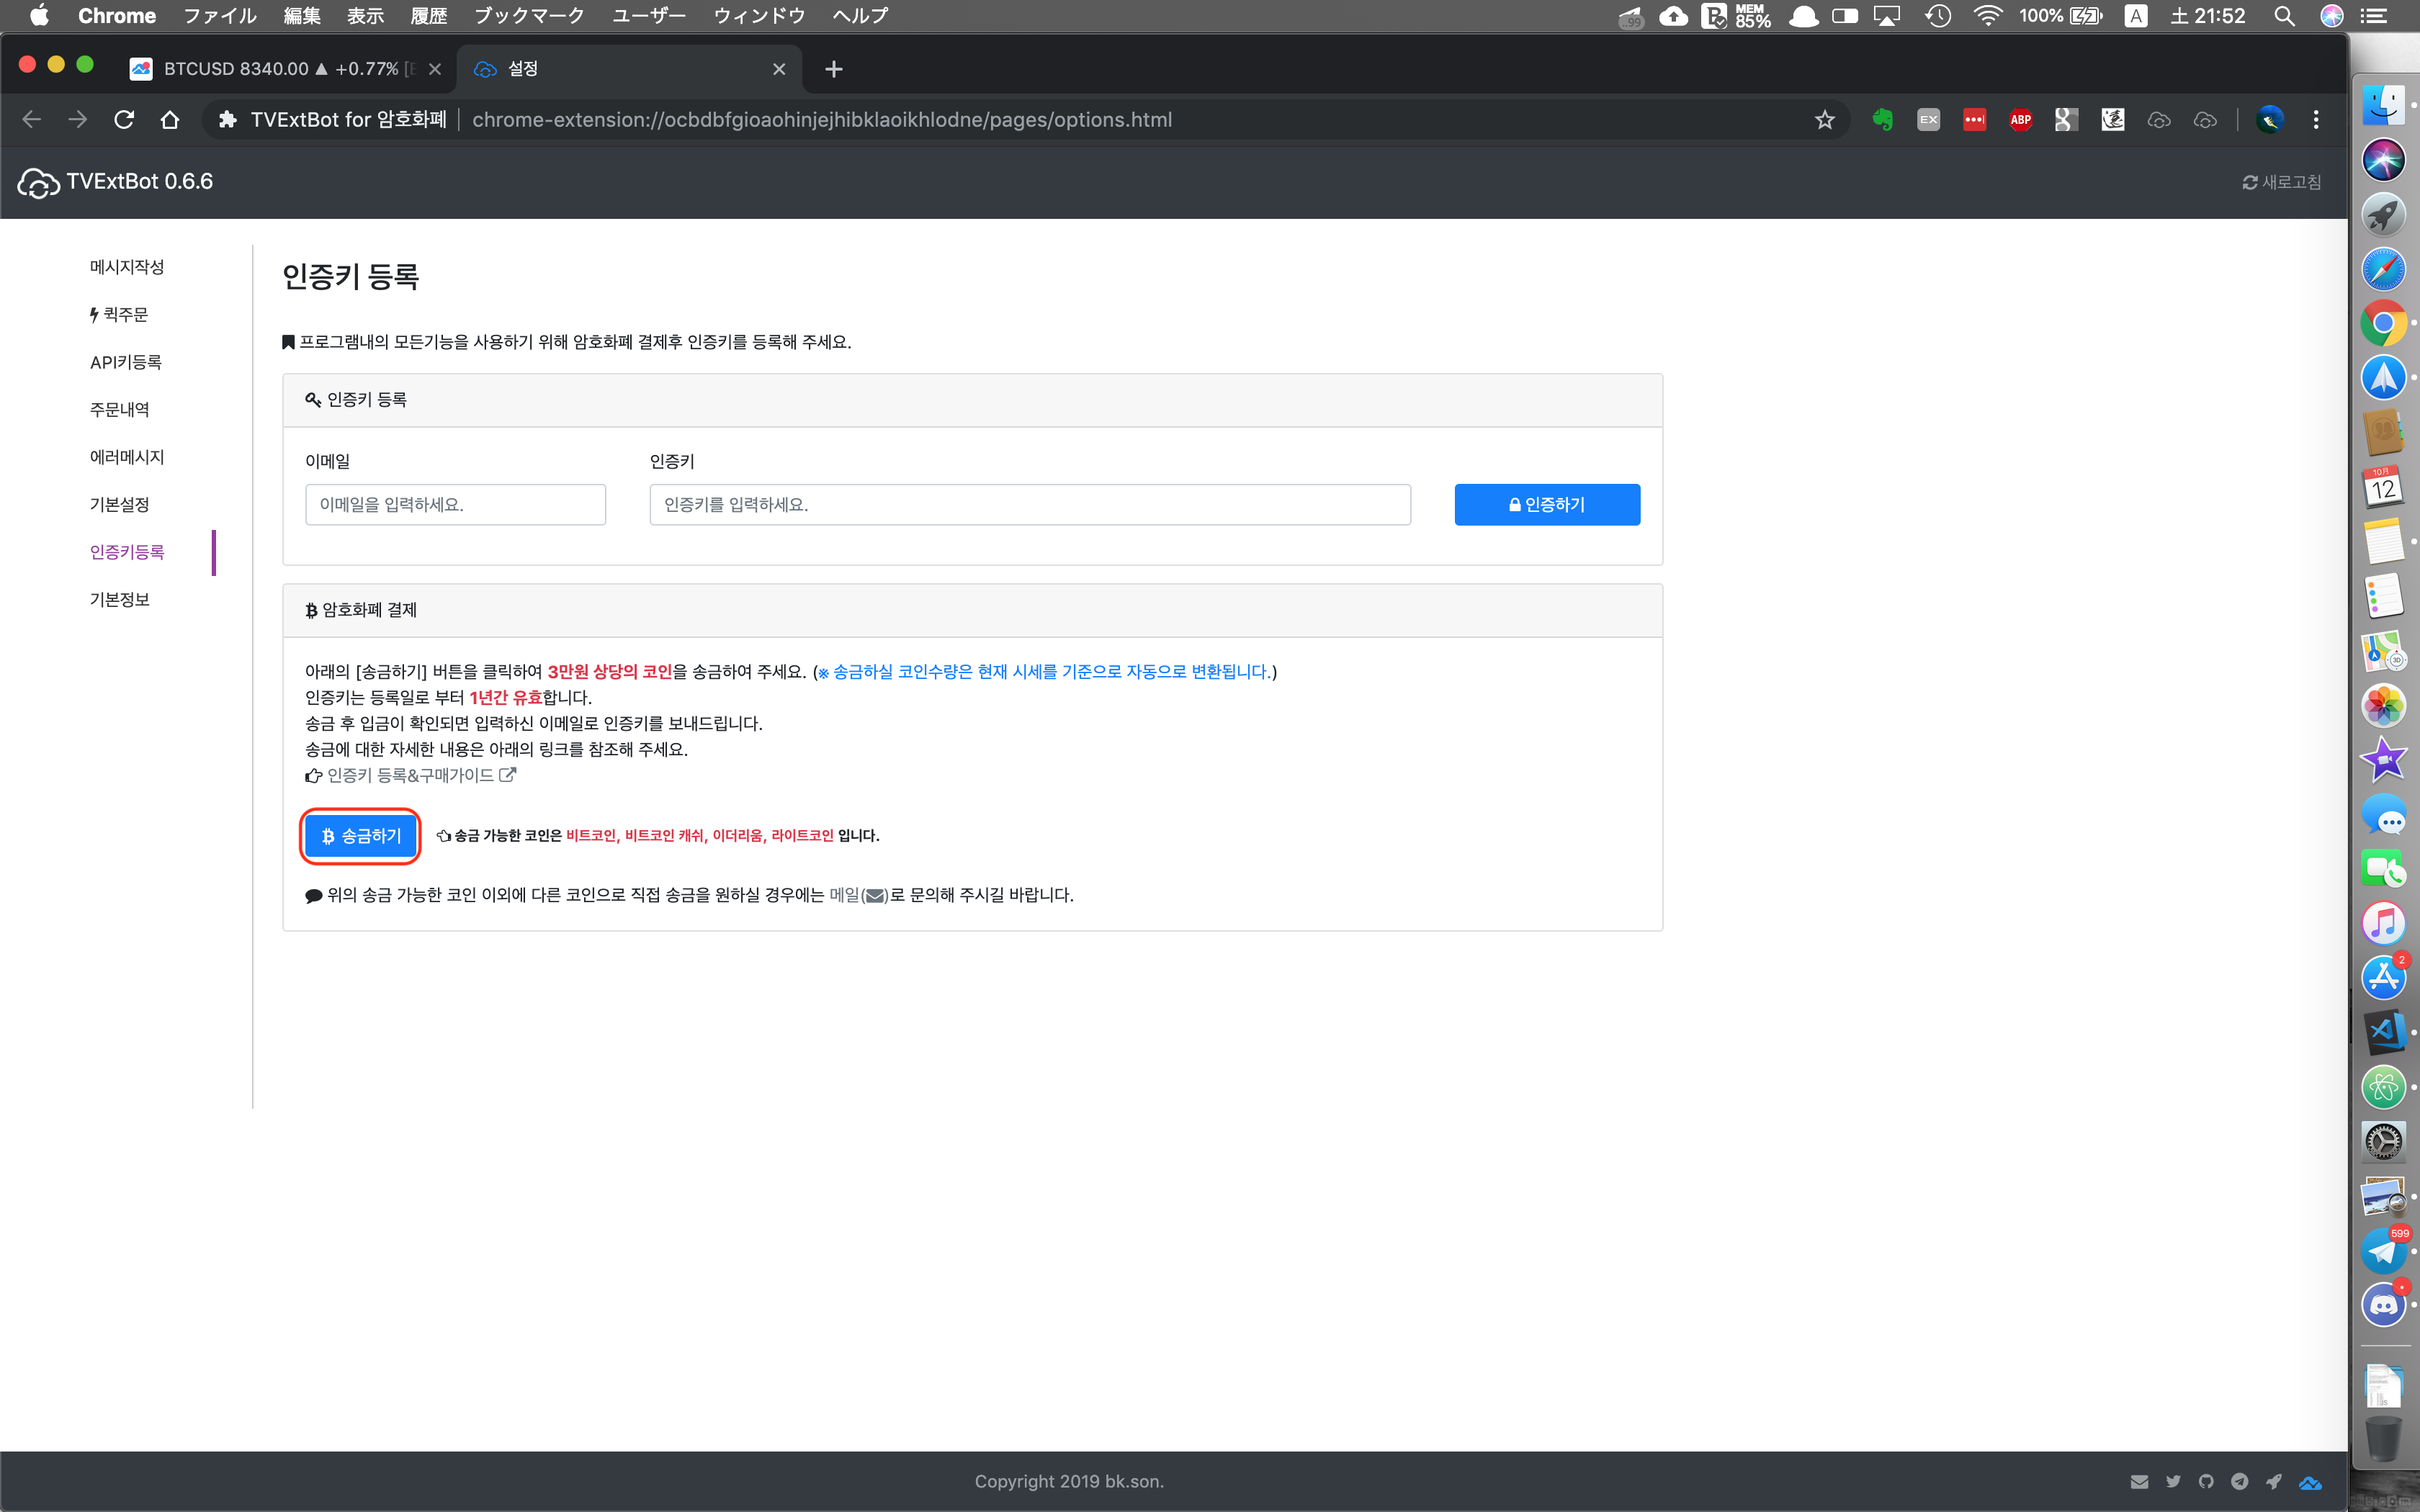 Chrome ファイル 編集 表示 履歴 ブックマーク ユーザー ウィンドウ ヘルプ
.99 MEM 85% 100% A 土 21:52
BTCUSD 8340.00 ▲ +0.77% [
설정
TVExtBot for 암호화폐 chrome-extension://ocbdbfgioaohinjejhibklaoikhlodne/pages/options.html
EX ABP
TVExtBot 0.6.6
새로고침
메시지작성
퀵주문
API키등록
주문내역
에러메시지
기본설정
인증키등록
기본정보
인증키 등록
프로그램내의 모든기능을 사용하기 위해 암호화폐 결제후 인증키를 등록해 주세요.
인증키 등록
이메일 인증키
이메일을 입력하세요. 인증키를 입력하세요. 인증하기
암호화폐 결제
아래의 [송금하기] 버튼을 클릭하여 3만원 상당의 코인을 송금하여 주세요. (※ 송금하실 코인수량은 현재 시세를 기준으로 자동으로 변환됩니다.)
인증키는 등록일로 부터 1년간 유효합니다.
송금 후 입금이 확인되면 입력하신 이메일로 인증키를 보내드립니다.
송금에 대한 자세한 내용은 아래의 링크를 참조해 주세요.
인증키 등록&구매가이드
송금하기 송금 가능한 코인은 비트코인, 비트코인 캐쉬, 이더리움, 라이트코인 입니다.
위의 송금 가능한 코인 이외에 다른 코인으로 직접 송금을 원하실 경우에는 메일()로 문의해 주시길 바랍니다.
10月
12
2
599
Copyright 2019 bk.son.